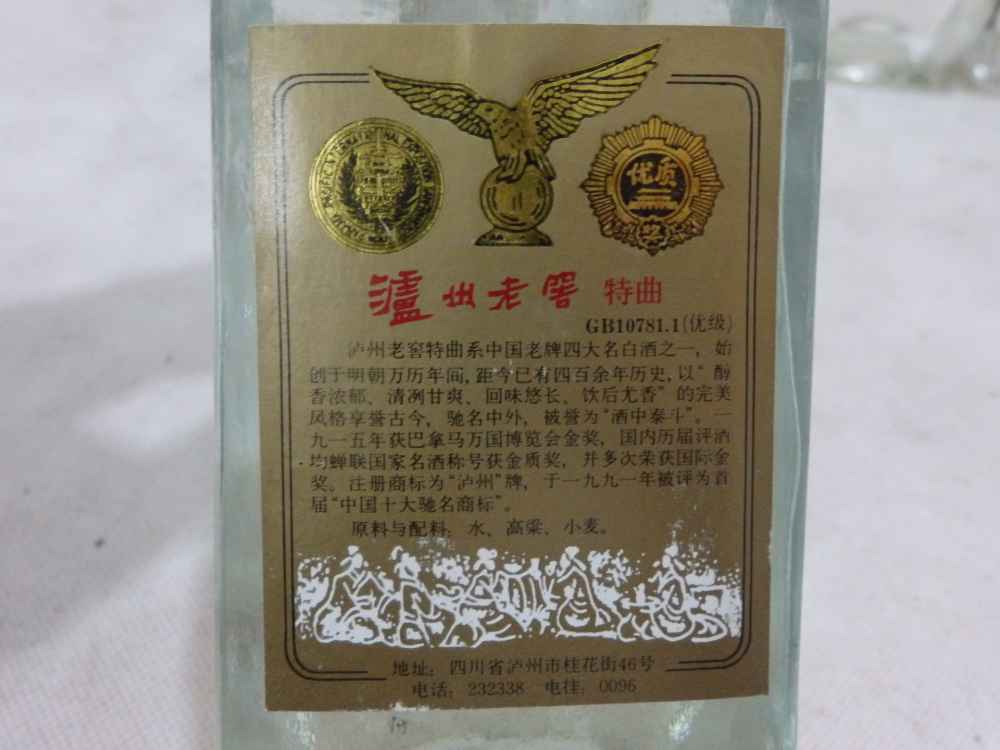 优质
奖
泸州老窖 特曲
GB10781.1(优级)
泸州老窖特曲系中国老牌四大名白酒之一，始
创于明朝万历年间，距今已有四百余年历史，以“醇
香浓郁、清冽甘爽、回味悠长、饮后尤香”的完美
风格享誉古今，驰名中外，被誉为“酒中泰斗”。一
九一五年获巴拿马万国博览会金奖，国内历届评酒
均蝉联国家名酒称号获金质奖，并多次荣获国际金
奖。注册商标为“泸州”牌，于一九九一年被评为首
届“中国十大驰名商标”。
原料与配料：水、高粱、小麦。
地址：四川省泸州市桂花街46号
电话：232338 电挂：0096